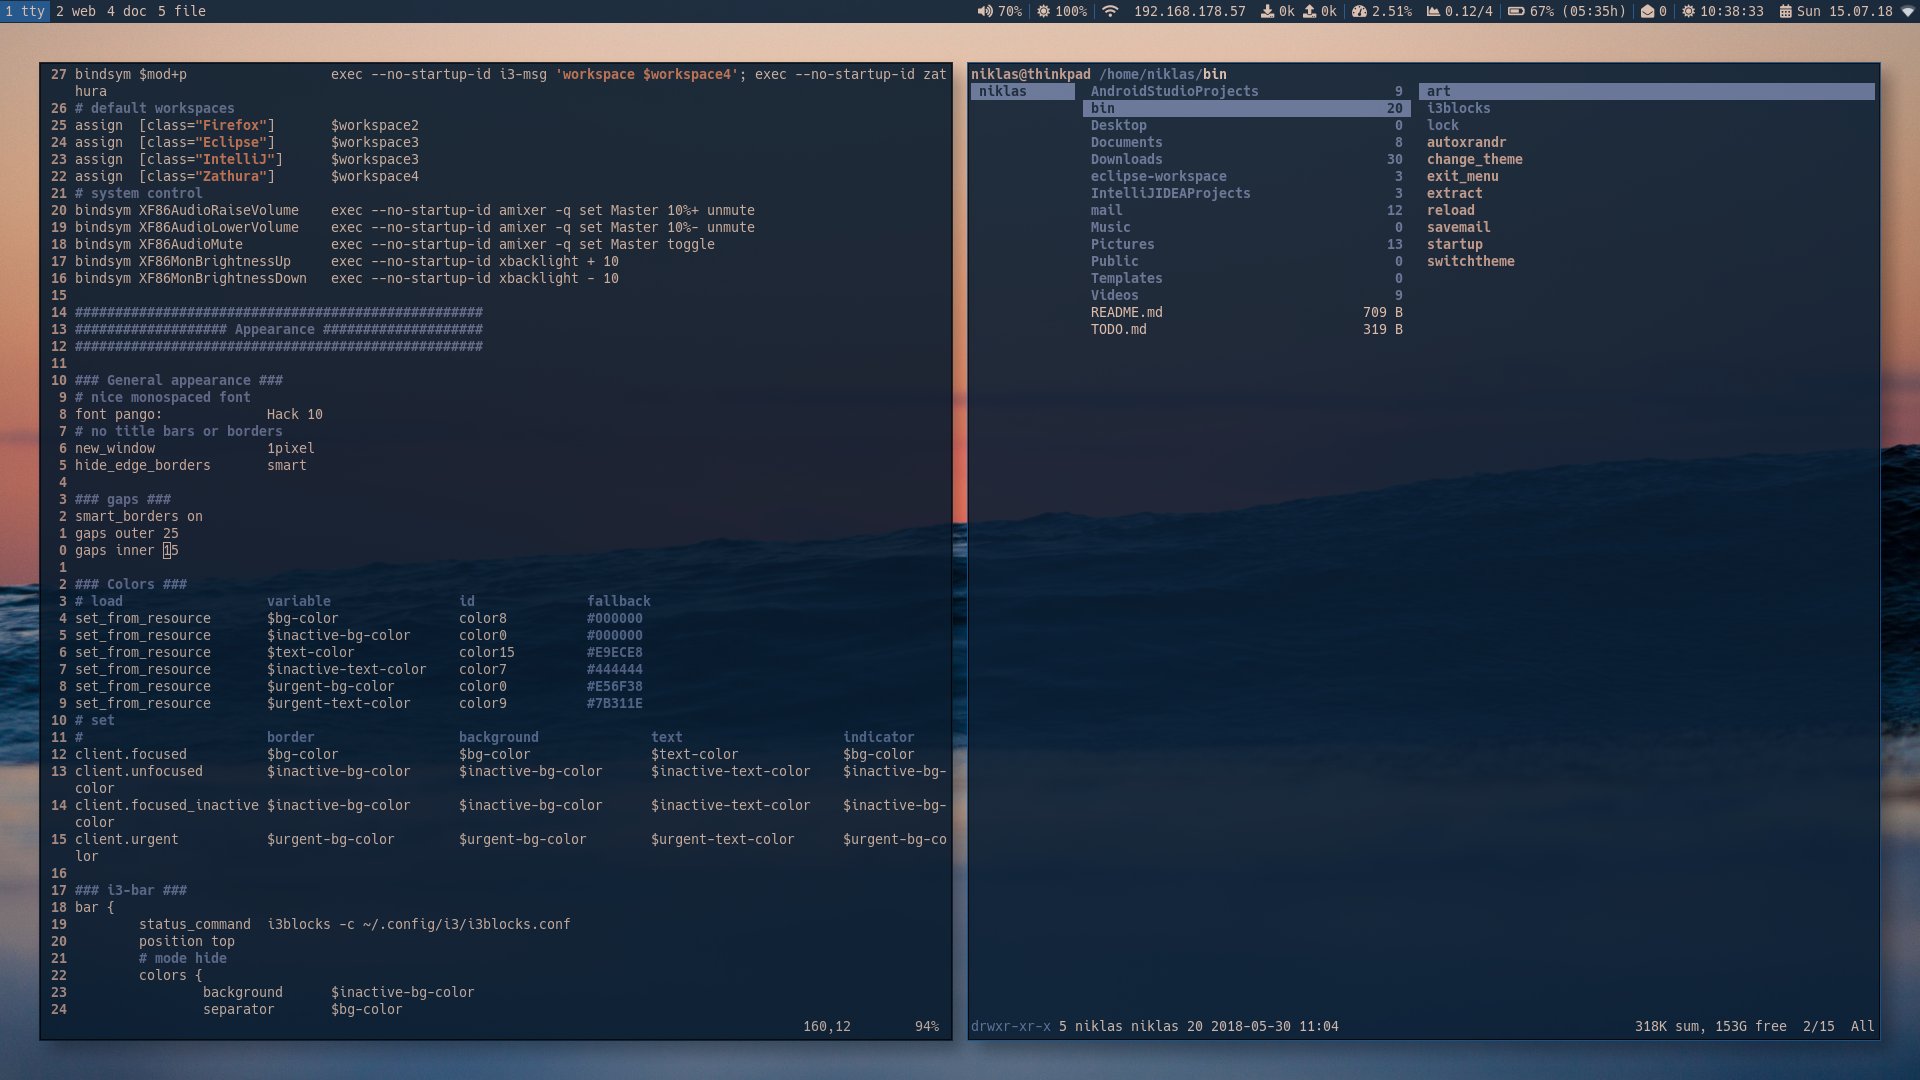 1 tty 2 web 4 doc 5 file 70% 100% 192.168.178.57 0k 0k 2.51% 0.12/4 67% (05:35h) 0 10:38:33 Sun 15.07.18
27 bindsym $mod+p exec --no-startup-id i3-msg 'workspace $workspace4'; exec --no-startup-id zat
hura
26 # default workspaces
25 assign [class="Firefox"] $workspace2
24 assign [class="Eclipse"] $workspace3
23 assign [class="IntelliJ"] $workspace3
22 assign [class="Zathura"] $workspace4
21 # system control
20 bindsym XF86AudioRaiseVolume exec --no-startup-id amixer -q set Master 10%+ unmute
19 bindsym XF86AudioLowerVolume exec --no-startup-id amixer -q set Master 10%- unmute
18 bindsym XF86AudioMute exec --no-startup-id amixer -q set Master toggle
17 bindsym XF86MonBrightnessUp exec --no-startup-id xbacklight + 10
16 bindsym XF86MonBrightnessDown exec --no-startup-id xbacklight - 10
15
14 ###################################################
13 ################### Appearance ####################
12 ###################################################
11
10 ### General appearance ###
9 # nice monospaced font
8 font pango: Hack 10
7 # no title bars or borders
6 new_window 1pixel
5 hide_edge_borders smart
4
3 ### gaps ###
2 smart_borders on
1 gaps outer 25
0 gaps inner 15
1
2 ### Colors ###
3 # load variable id fallback
4 set_from_resource $bg-color color8 #000000
5 set_from_resource $inactive-bg-color color0 #000000
6 set_from_resource $text-color color15 #E9ECE8
7 set_from_resource $inactive-text-color color7 #444444
8 set_from_resource $urgent-bg-color color0 #E56F38
9 set_from_resource $urgent-text-color color9 #7B311E
10 # set
11 # border background text indicator
12 client.focused $bg-color $bg-color $text-color $bg-color
13 client.unfocused $inactive-bg-color $inactive-bg-color $inactive-text-color $inactive-bg-
color
14 client.focused_inactive $inactive-bg-color $inactive-bg-color $inactive-text-color $inactive-bg-
color
15 client.urgent $urgent-bg-color $urgent-bg-color $urgent-text-color $urgent-bg-co
lor
16
17 ### i3-bar ###
18 bar {
19 status_command i3blocks -c ~/.config/i3/i3blocks.conf
20 position top
21 # mode hide
22 colors {
23 background $inactive-bg-color
24 separator $bg-color
160,12 94%
niklas@thinkpad /home/niklas/bin
niklas
AndroidStudioProjects 9
bin 20
Desktop 0
Documents 8
Downloads 30
eclipse-workspace 3
IntelliJIDEAProjects 3
mail 12
Music 0
Pictures 13
Public 0
Templates 0
Videos 9
README.md 709 B
TODO.md 319 B
art
i3blocks
lock
autoxrandr
change_theme
exit_menu
extract
reload
savemail
startup
switchtheme
drwxr-xr-x 5 niklas niklas 20 2018-05-30 11:04 318K sum, 153G free 2/15 All